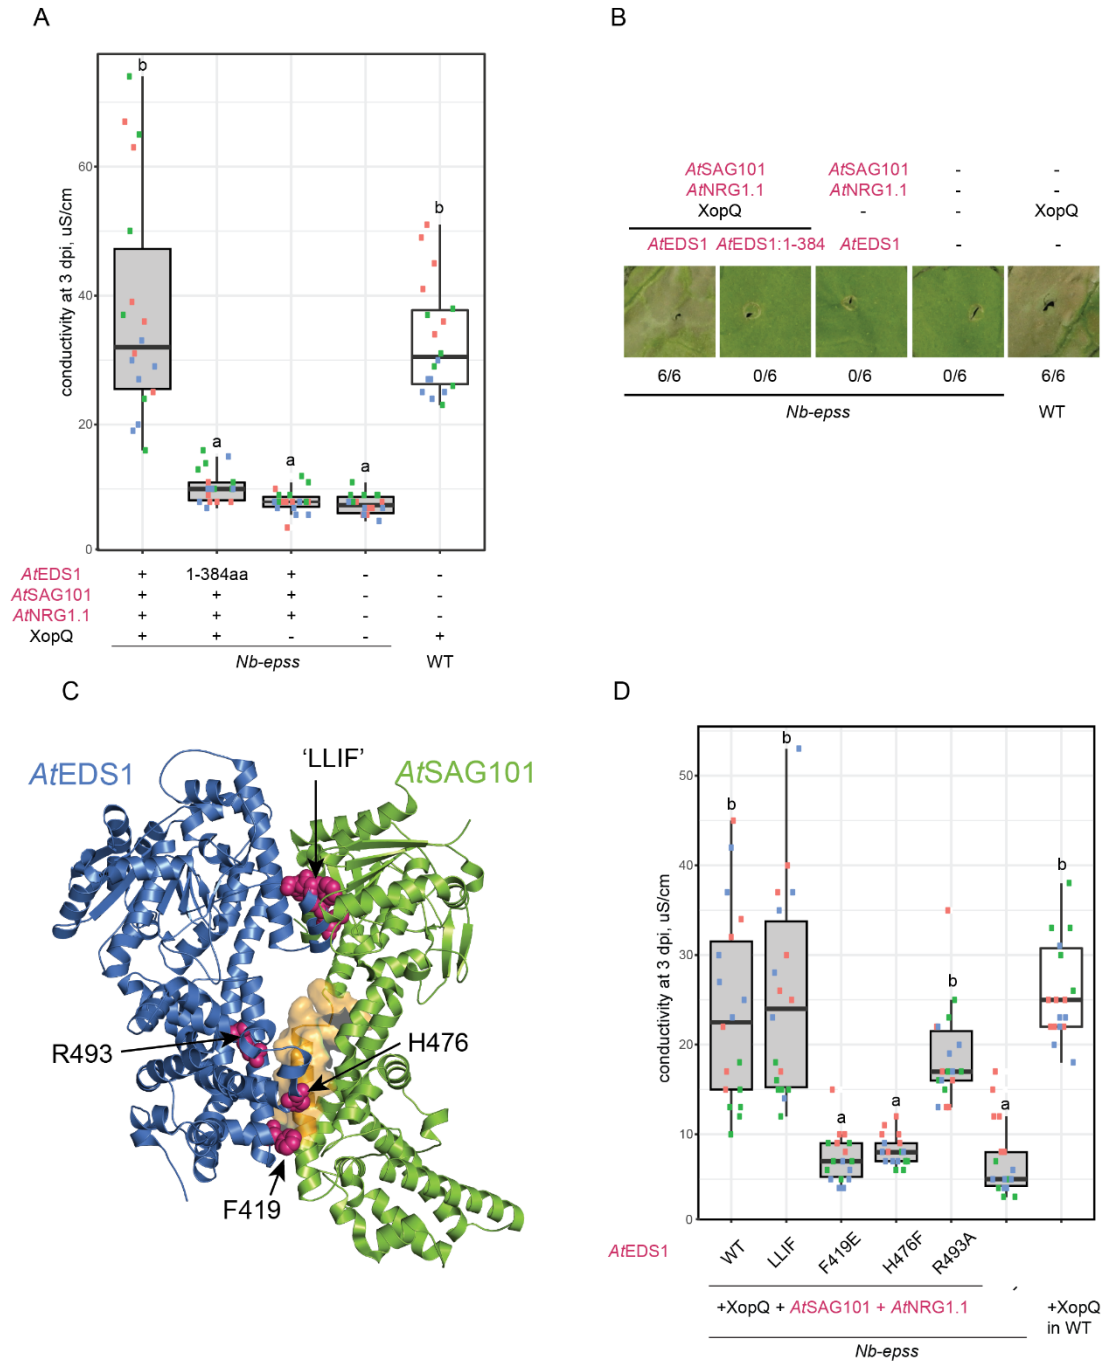 A
b
b
a
a
a
60
40
20
0
conductivity at 3 dpi, uS/cm
AtEDS1 + 1-384aa + - -
AtSAG101 + + + - -
AtNRG1.1 + + + - -
XopQ + + - - +
Nb-epss WT
B
AtSAG101 AtSAG101 - -
AtNRG1.1 AtNRG1.1 - -
XopQ - - XopQ
AtEDS1 AtEDS1:1-384 AtEDS1 - -
6/6 0/6 0/6 0/6 6/6
Nb-epss WT
C
'LLIF'
AtEDS1 AtSAG101
R493
H476
F419
D
b
b
b
b
a
a
a
50
40
30
20
10
0
conductivity at 3 dpi, uS/cm
AtEDS1 WT LLIF F419E H476F R493A -
+XopQ + AtSAG101 + AtNRG1.1
+XopQ
in WT
Nb-epss